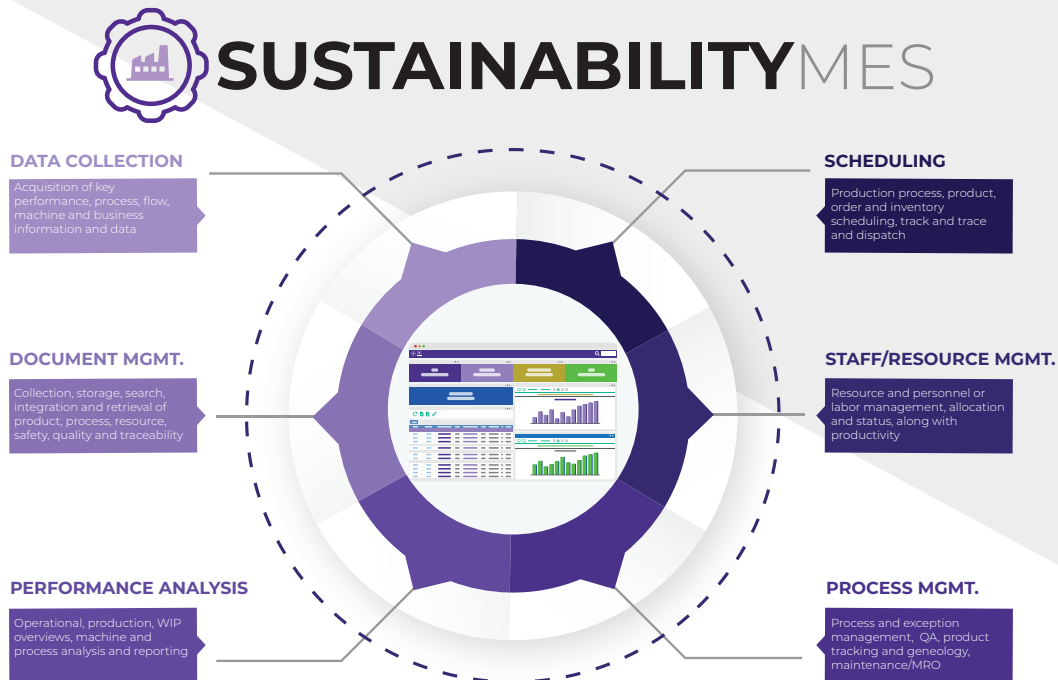 SUSTAINABILITYMES
DATA COLLECTION
Acquisition of key
performance, process, flow,
machine and business
information and data
SCHEDULING
Production process, product,
order and inventory
scheduling, track and trace
and dispatch
DOCUMENT MGMT.
Collection, storage, search,
integration and retrieval of
product, process, resource,
safety, quality and traceability
STAFF/RESOURCE MGMT.
Resource and personnel or
labor management, allocation
and status, along with
productivity
PERFORMANCE ANALYSIS
Operational, production, WIP
overviews, machine and
process analysis and reporting
PROCESS MGMT.
Process and exception
management, QA, product
tracking and geneology,
maintenance/MRO